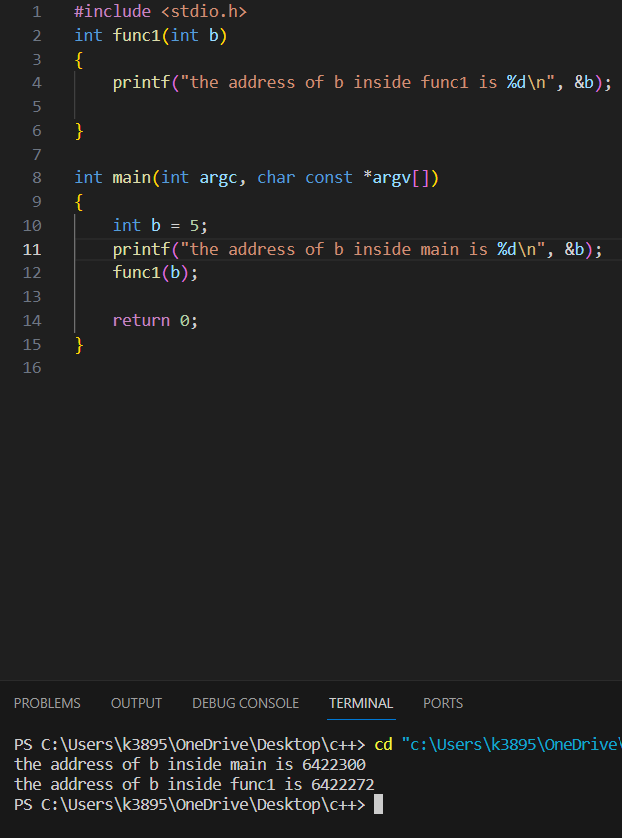 1 #include <stdio.h>
2 int func1(int b)
3 {
4 printf("the address of b inside func1 is %d\n", &b);
5
6 }
7
8 int main(int argc, char const *argv[])
9 {
10 int b = 5;
11 printf("the address of b inside main is %d\n", &b);
12 func1(b);
13
14 return 0;
15 }
16
PROBLEMS OUTPUT DEBUG CONSOLE TERMINAL PORTS
PS C:\Users\k3895\OneDrive\Desktop\c++> cd "c:\Users\k3895\OneDrive\
the address of b inside main is 6422300
the address of b inside func1 is 6422272
PS C:\Users\k3895\OneDrive\Desktop\c++>